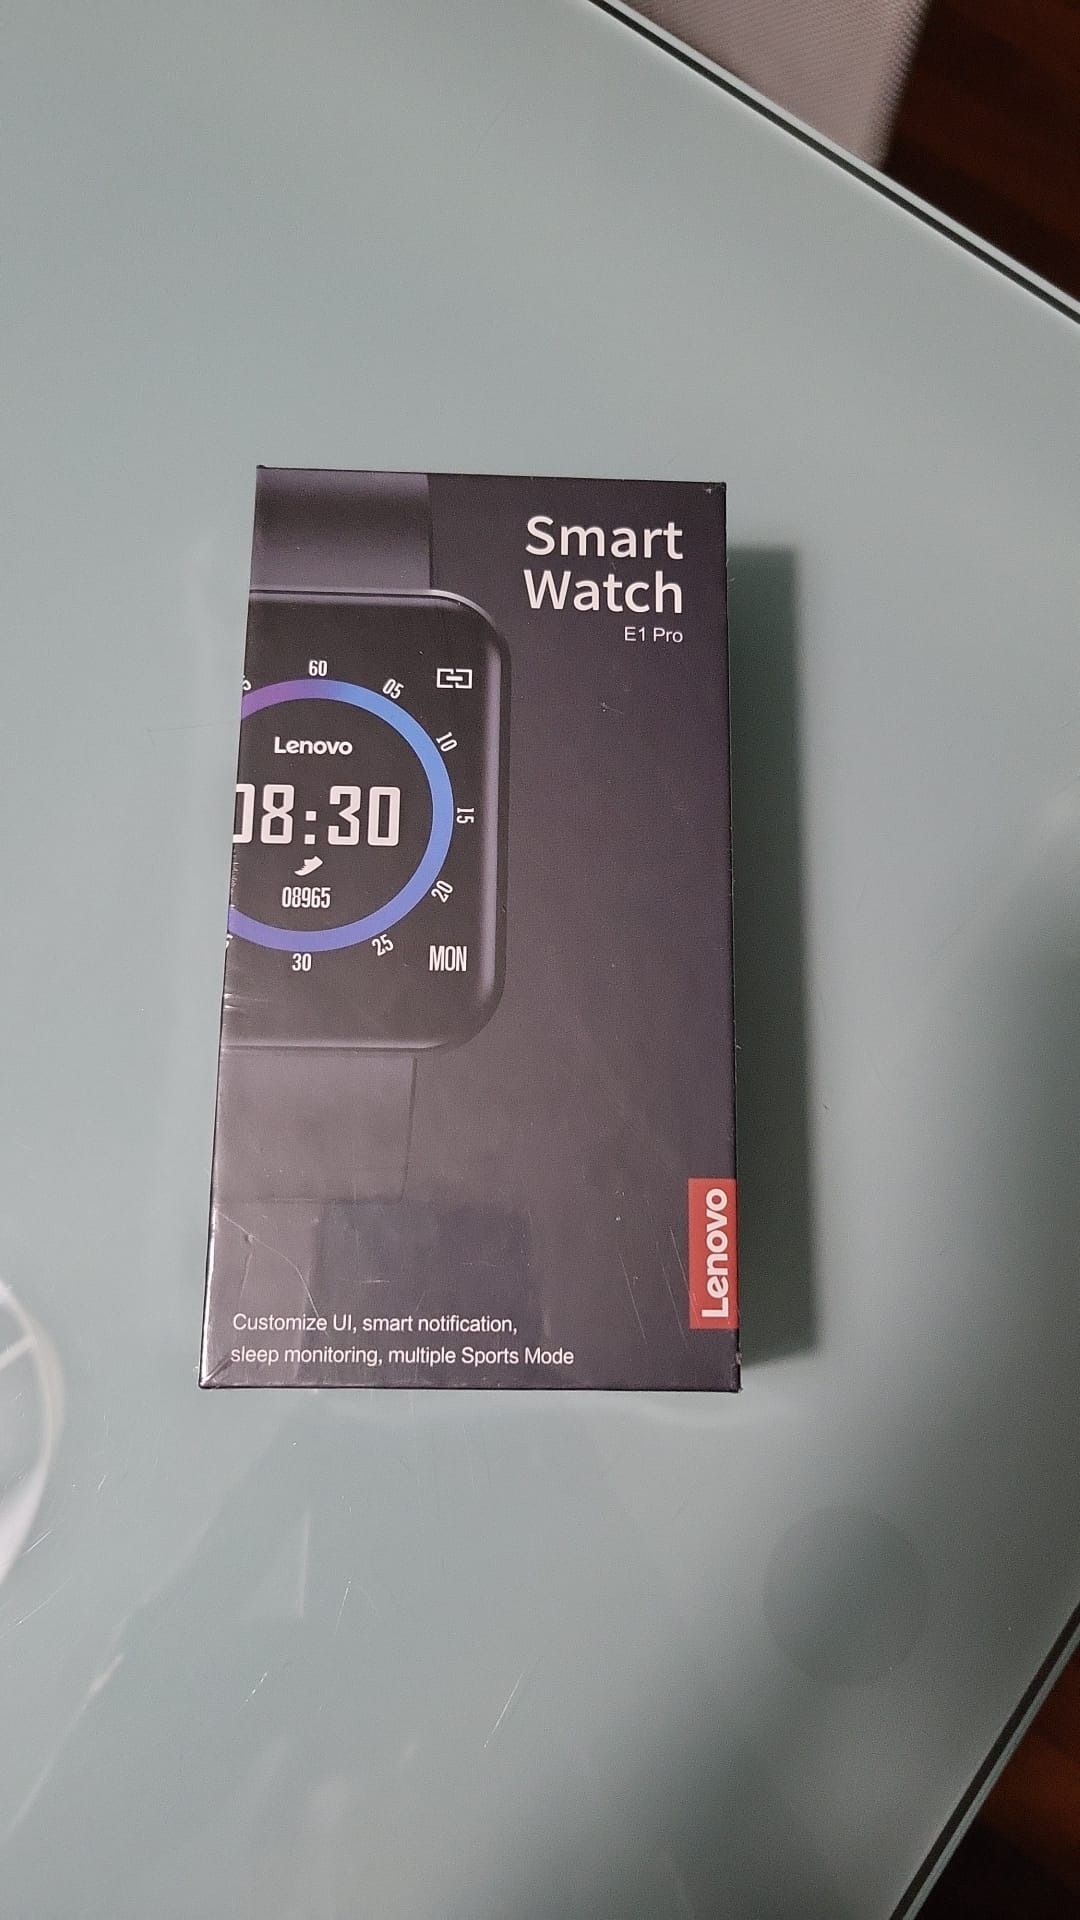 Smart
Watch
E1 Pro
60
05
10
Lenovo
15
08:30
20
08965
25
30
MON
Lenovo
Customize UI, smart notification,
sleep monitoring, multiple Sports Mode